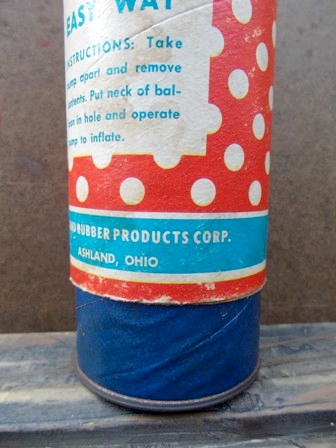 EASY WAY
INSTRUCTIONS: Take
pump apart and remove
contents. Put neck of bal-
loon in hole and operate
pump to inflate.
RUBBER PRODUCTS CORP.
ASHLAND, OHIO